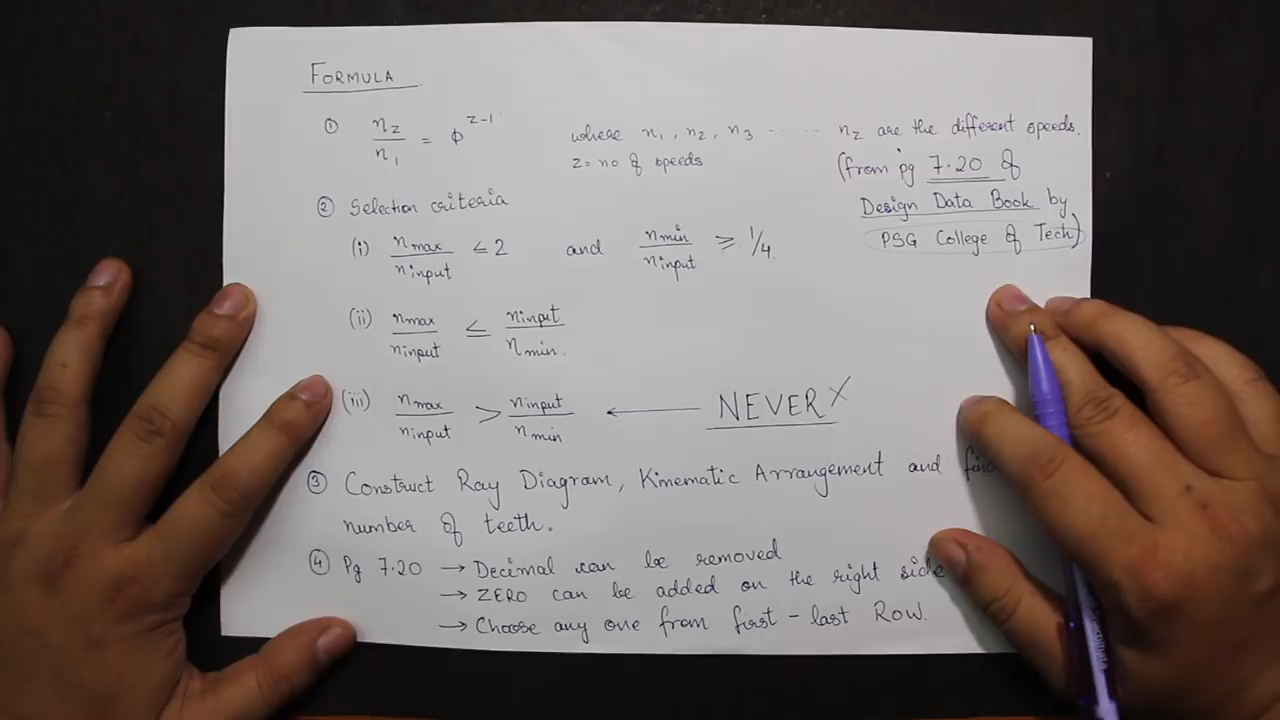 FORMULA
① nz/n1 = φ^z-1 where n1, n2, n3 ...... nz are the different speeds.
z = no of speeds (from pg 7.20 of
② Selection criteria Design Data Book by
PSG College of Tech)
(i) nmax/ninput ≤ 2 and nmin/ninput ≥ 1/4
(ii) nmax/ninput ≤ ninput/nmin.
(iii) nmax/ninput > ninput/nmin ← NEVER X
③ Construct Ray Diagram, Kinematic Arrangement and
number of teeth.
④ Pg 7.20 → Decimal can be removed
→ ZERO can be added on the right side
→ Choose any one from first - last Row.